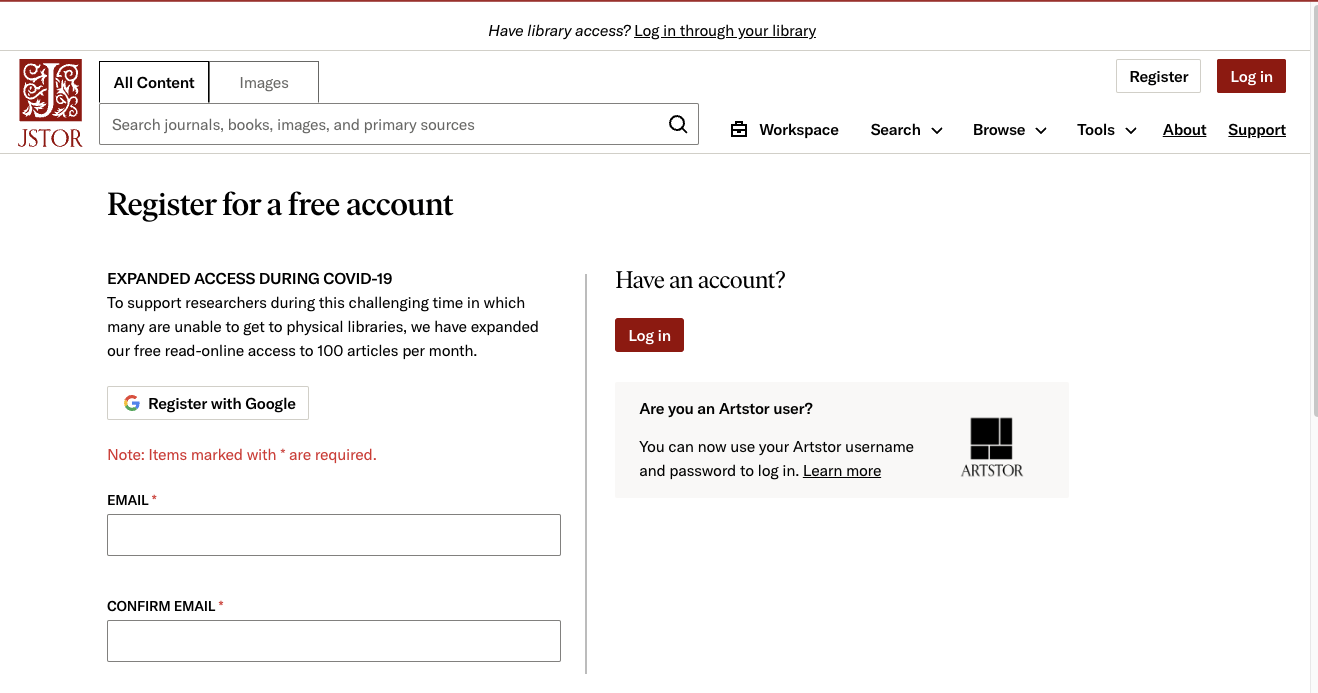 Have library access? Log in through your library
All Content
Images
Register
Log in
JSTOR
Search journals, books, images, and primary sources
Workspace
Search
Browse
Tools
About
Support
Register for a free account
EXPANDED ACCESS DURING COVID-19
To support researchers during this challenging time in which
many are unable to get to physical libraries, we have expanded
our free read-online access to 100 articles per month.
Register with Google
Note: Items marked with * are required.
EMAIL *
CONFIRM EMAIL *
Have an account?
Log in
Are you an Artstor user?
You can now use your Artstor username
and password to log in. Learn more
ARTSTOR